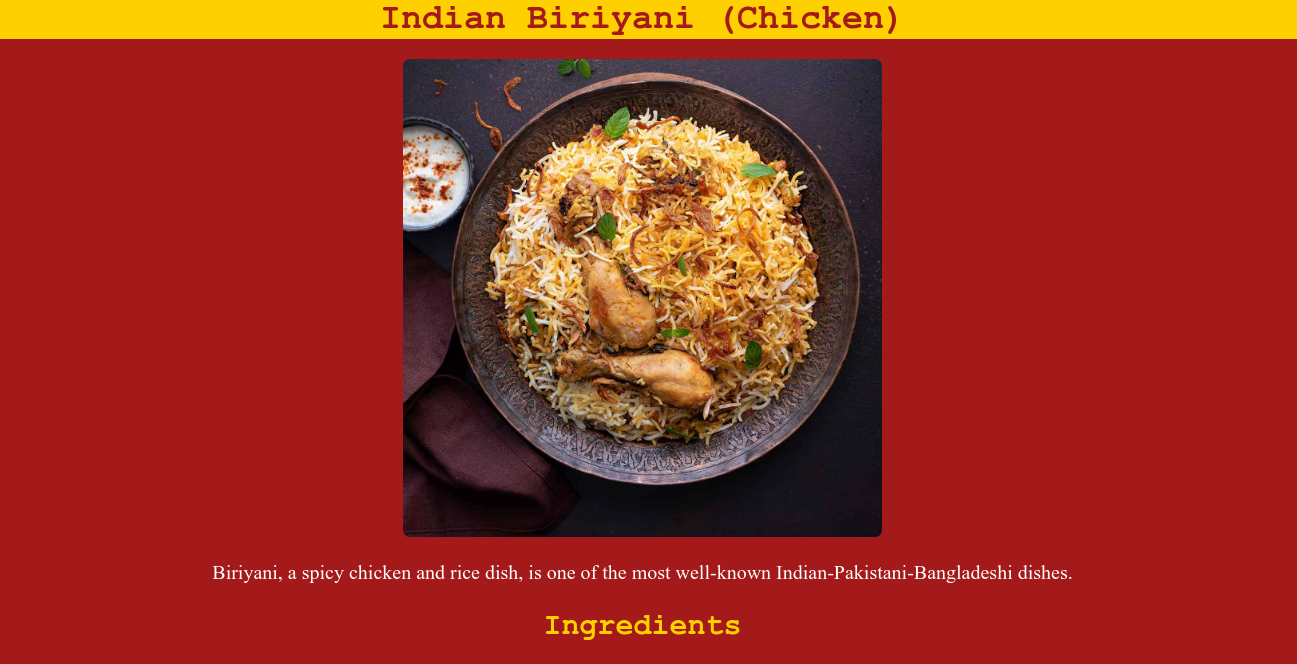 Indian Biriyani (Chicken)
Biriyani, a spicy chicken and rice dish, is one of the most well-known Indian-Pakistani-Bangladeshi dishes.
Ingredients